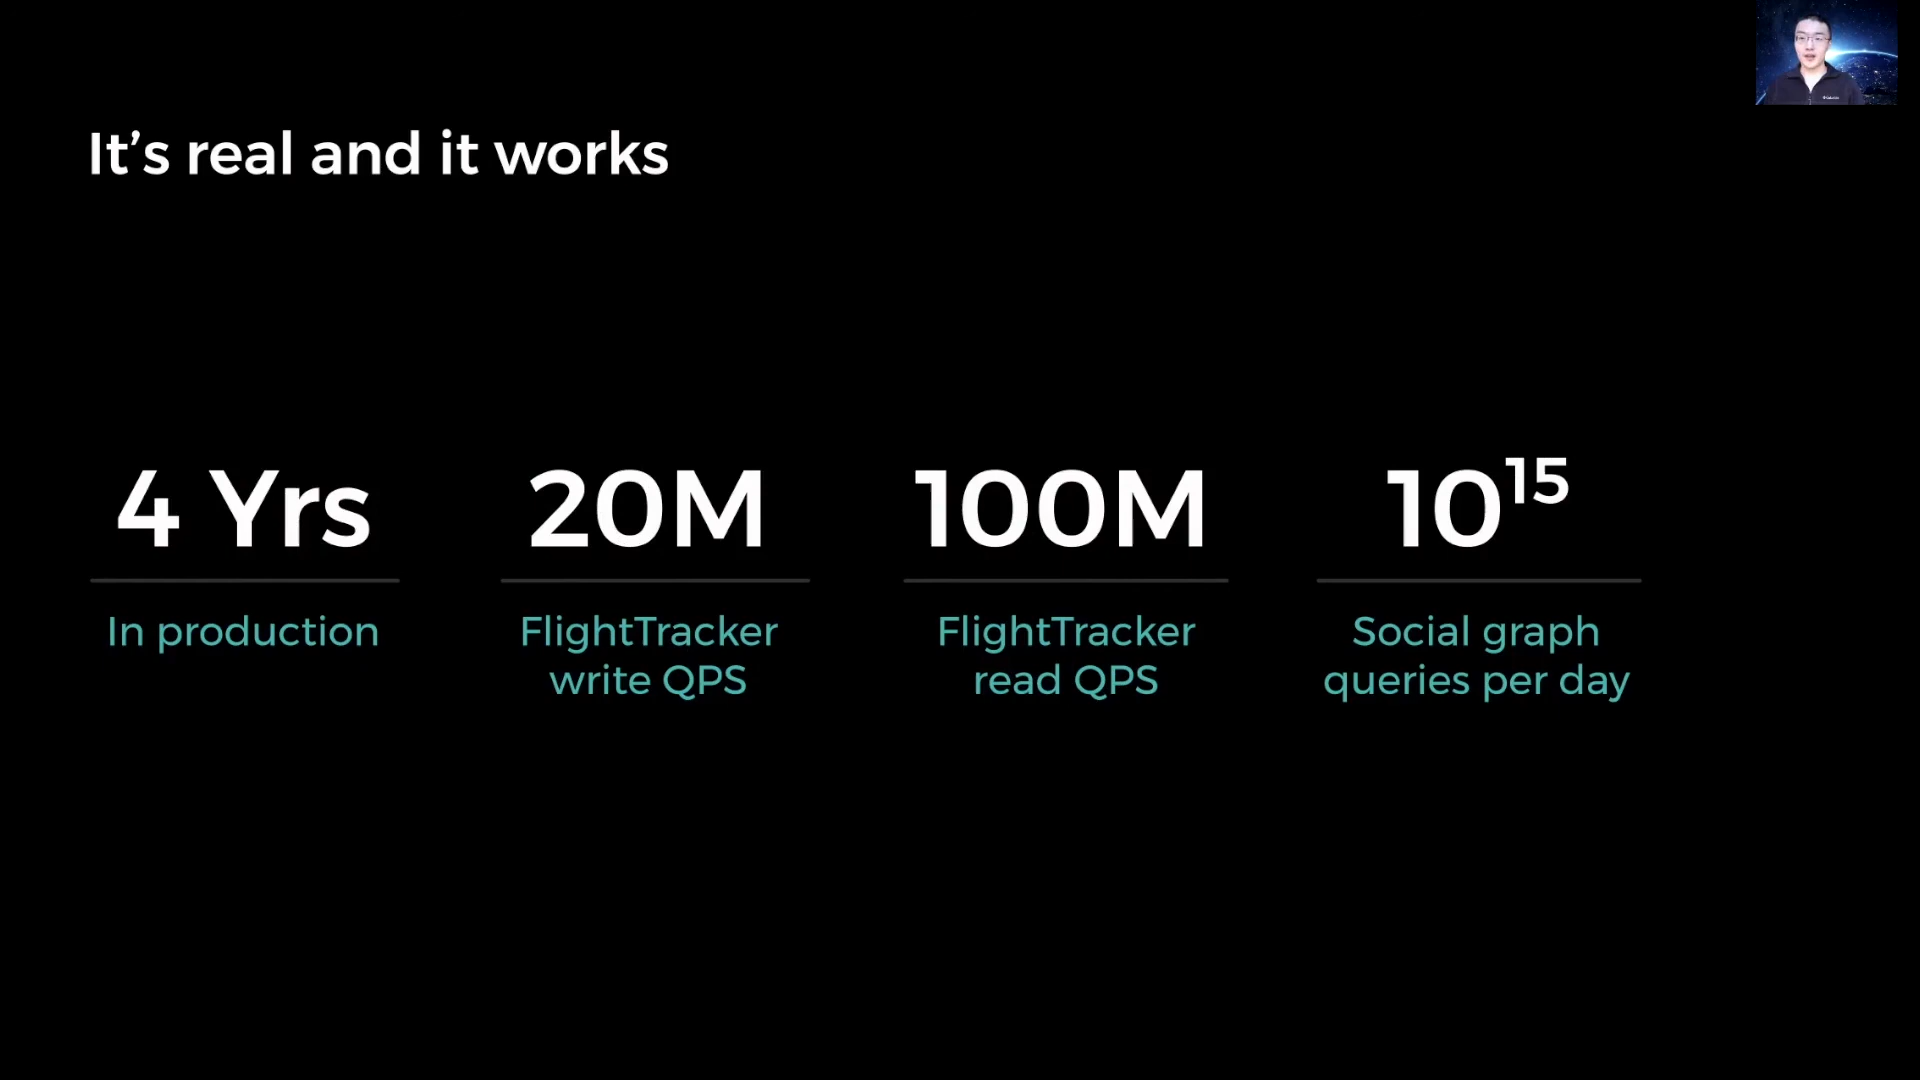 It’s real and it works
4 Yrs
In production
20M
FlightTracker
write QPS
100M
FlightTracker
read QPS
10¹⁵
Social graph
queries per day